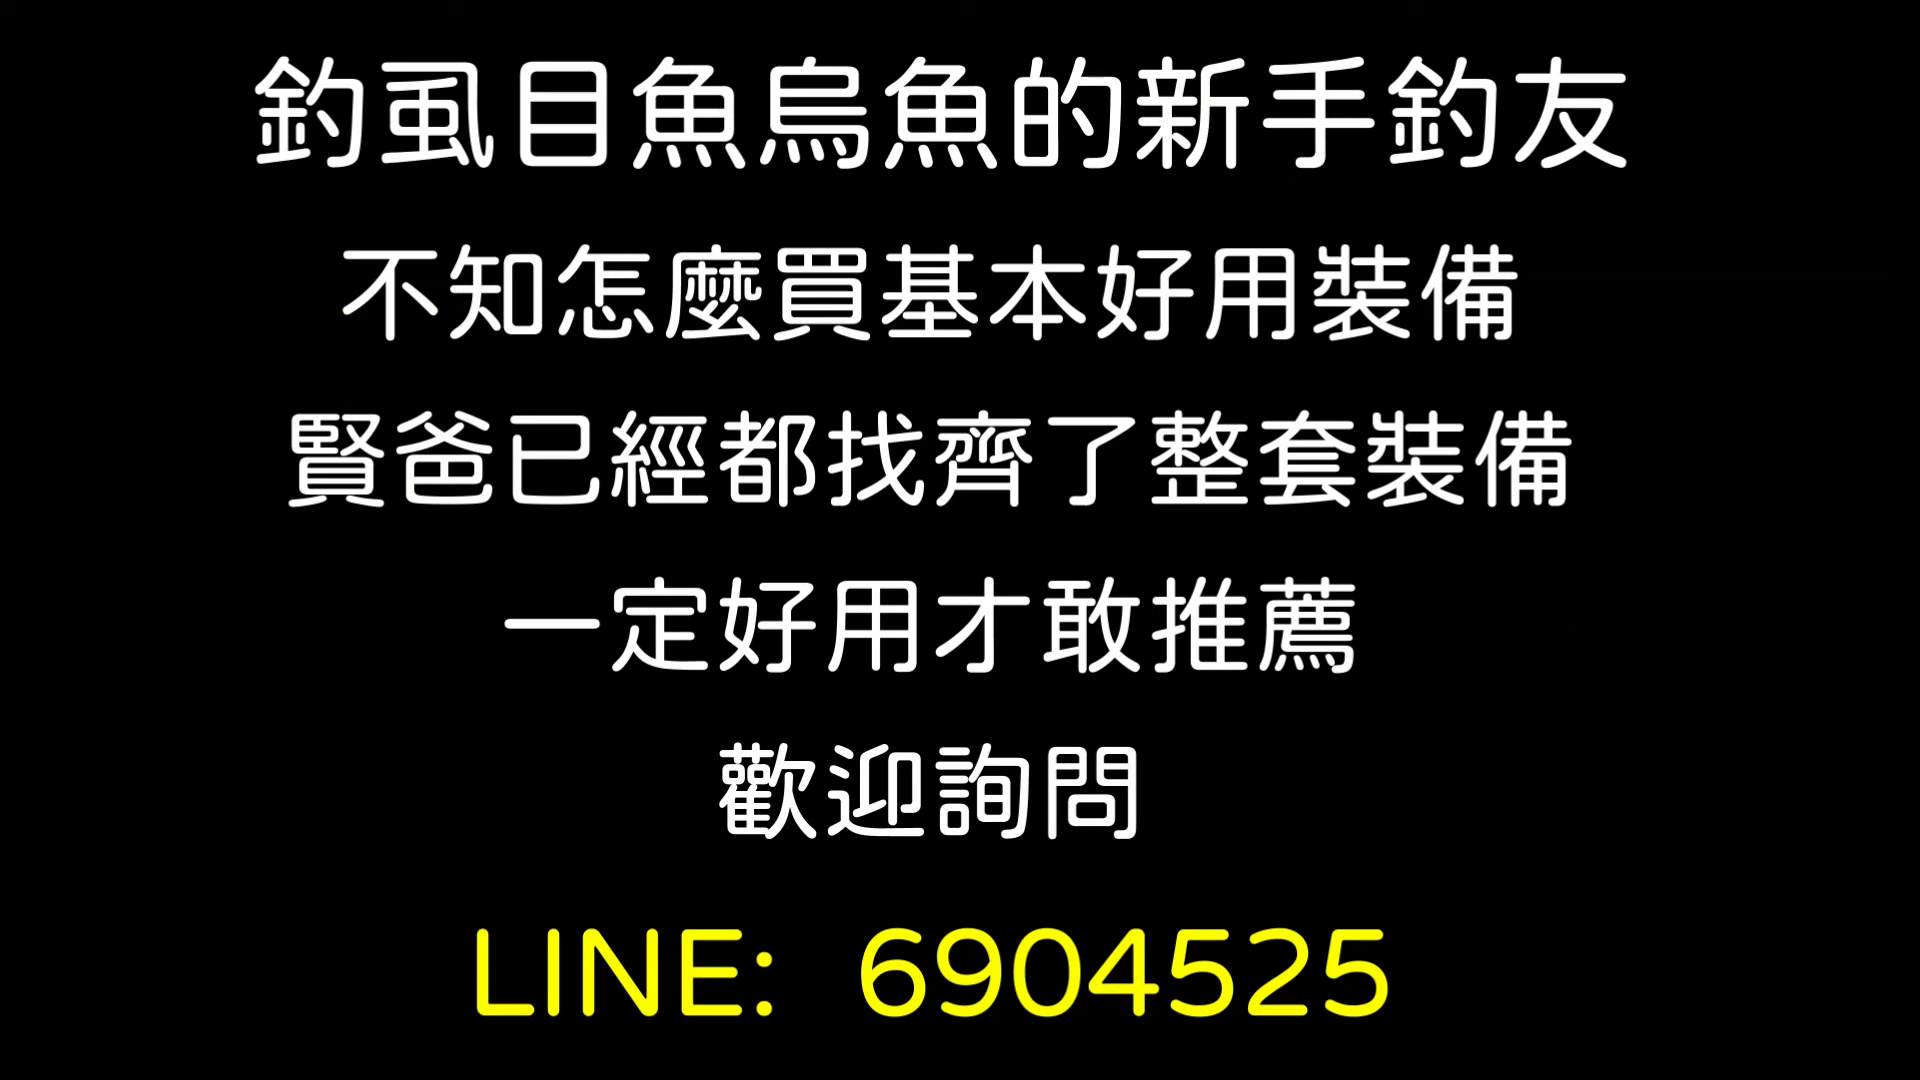 釣虱目魚烏魚的新手釣友
不知怎麼買基本好用裝備
賢爸已經都找齊了整套裝備
一定好用才敢推薦
歡迎詢問
LINE: 6904525